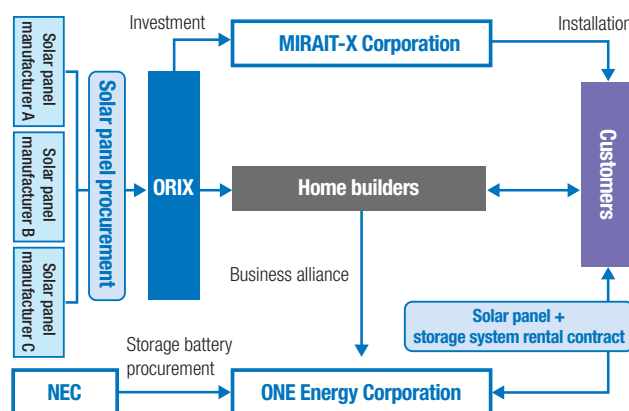 Investment
MIRAIT-X Corporation
Installation
Solar panel
manufacturer A
Solar panel
manufacturer B
Solar panel
manufacturer C
Solar panel procurement
ORIX
Home builders
Customers
Business alliance
Solar panel +
storage system rental contract
Storage battery
procurement
NEC
ONE Energy Corporation